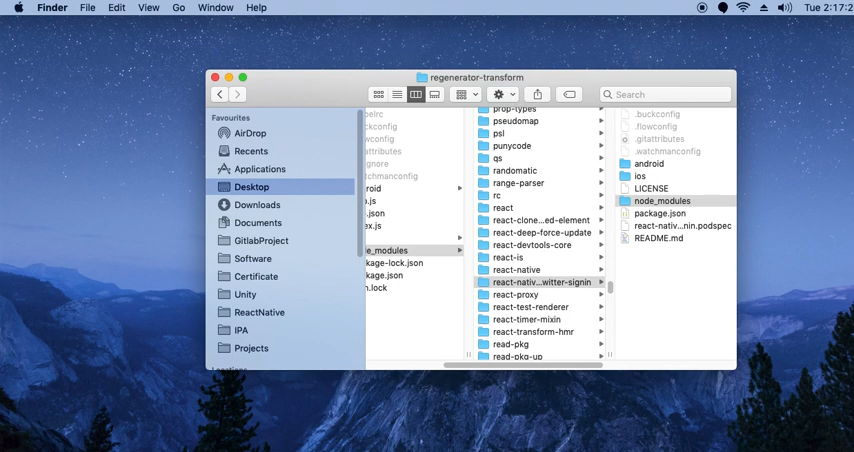 Finder File Edit View Go Window Help
Tue 2:17:2
regenerator-transform
Search
Favourites
AirDrop
Recents
Applications
Desktop
Downloads
Documents
GitlabProject
Software
Certificate
Unity
ReactNative
IPA
Projects
Locations
belrc
ckconfig
wconfig
attributes
gnore
tchmanconfig
roid
p.js
p.json
ex.js
le_modules
ckage-lock.json
kage.json
n.lock
prop-types
pseudomap
psl
punycode
qs
randomatic
range-parser
rc
react
react-clone...ed-element
react-deep-force-update
react-devtools-core
react-is
react-native
react-nativ...witter-signin
react-proxy
react-test-renderer
react-timer-mixin
react-transform-hmr
read-pkg
read-pkg-up
.buckconfig
.flowconfig
.gitattributes
.watchmanconfig
android
ios
LICENSE
node_modules
package.json
react-nativ...nin.podspec
README.md